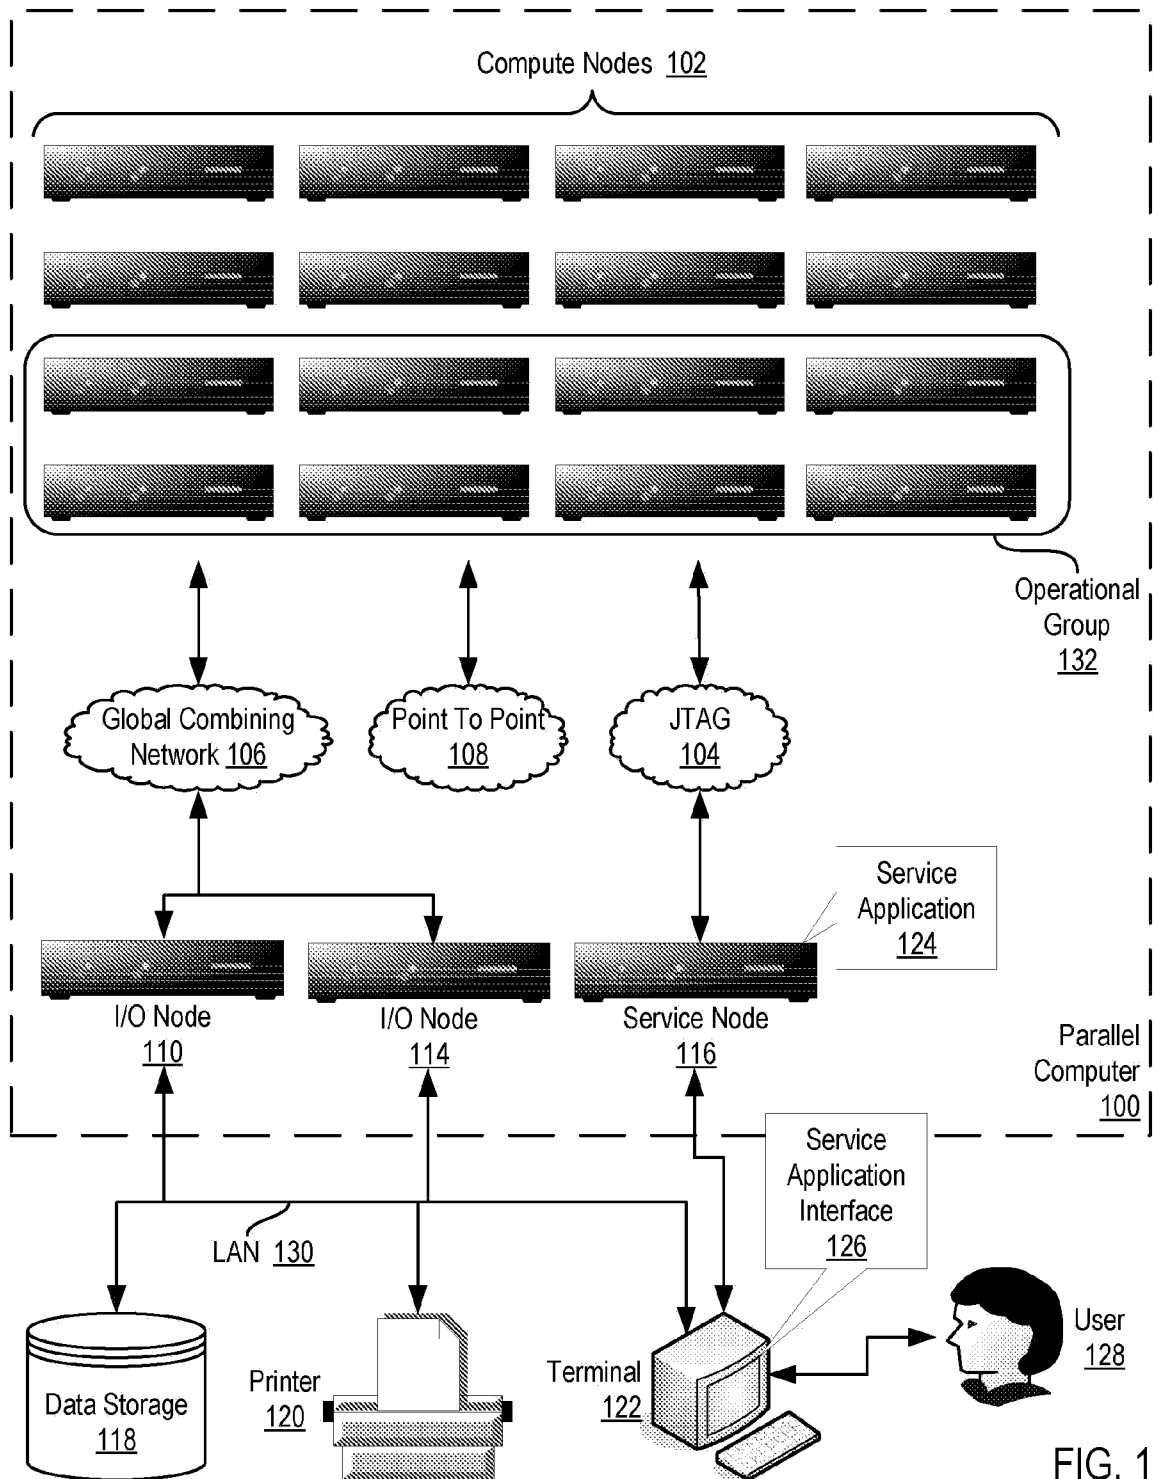 Compute Nodes 102
Operational
Group
132
Global Combining
Network 106
Point To Point
108
JTAG
104
Service
Application
124
I/O Node
110
I/O Node
114
Service Node
116
Parallel
Computer
100
Service
Application
Interface
126
LAN 130
Data Storage
118
Printer
120
Terminal
122
User
128
FIG. 1